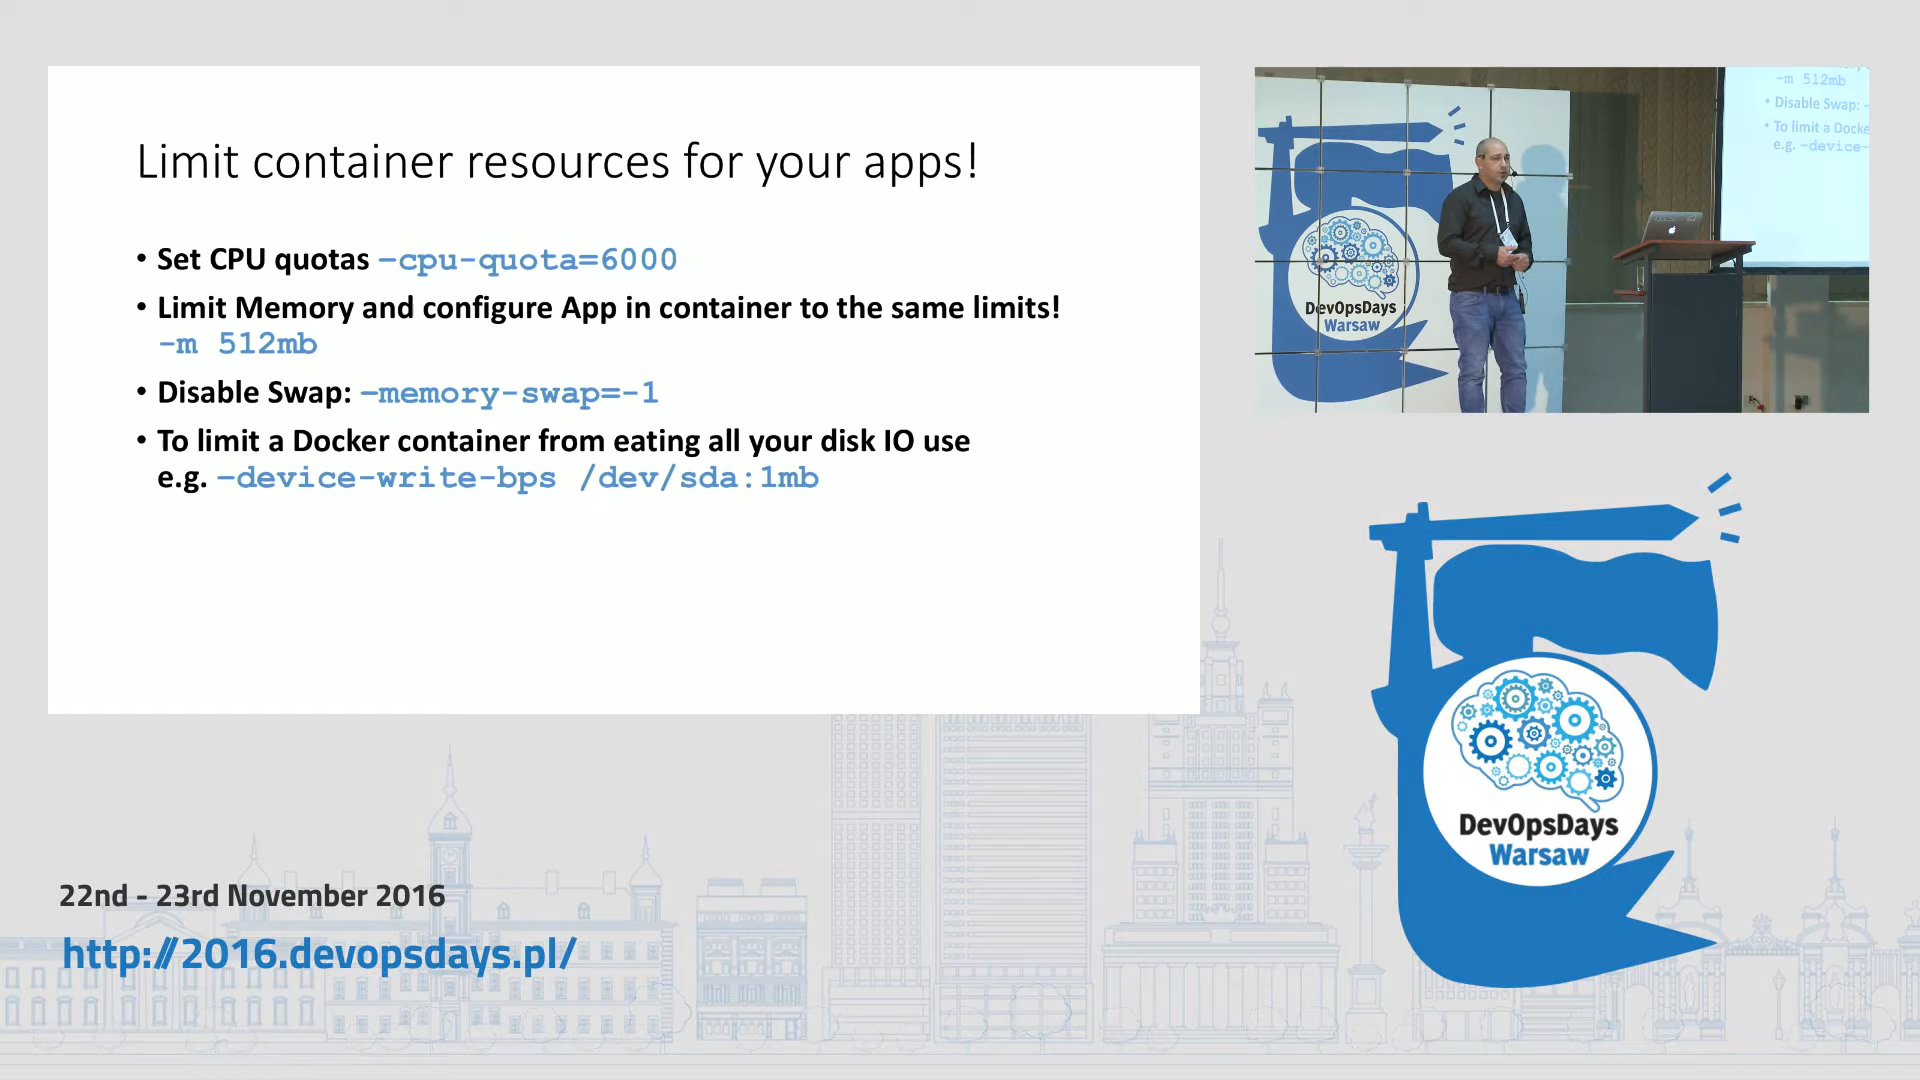 Limit container resources for your apps!
• Set CPU quotas –cpu-quota=6000
• Limit Memory and configure App in container to the same limits!
-m 512mb
• Disable Swap: –memory-swap=-1
• To limit a Docker container from eating all your disk IO use
e.g. –device-write-bps /dev/sda:1mb
-m 512mb
• Disable Swap: –
• To limit a Docke
e.g. –device-
DevOpsDays
Warsaw
DevOpsDays
Warsaw
22nd - 23rd November 2016
http://2016.devopsdays.pl/